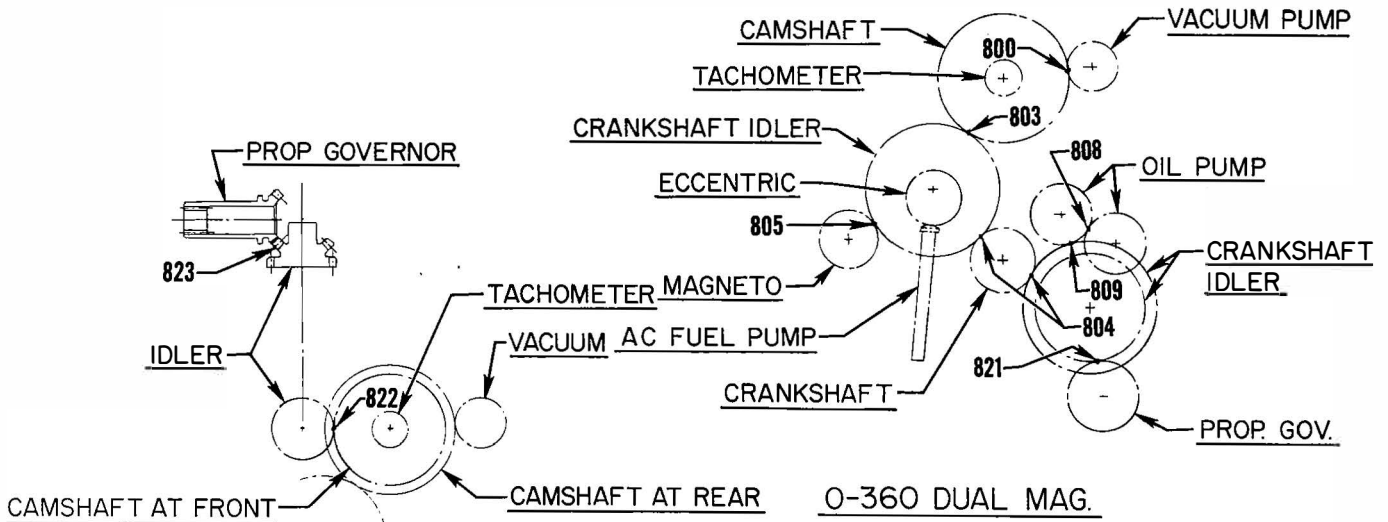 CAMSHAFT
800
VACUUM PUMP
TACHOMETER
803
CRANKSHAFT IDLER
PROP GOVERNOR
808
OIL PUMP
ECCENTRIC
805
823
CRANKSHAFT
IDLER
809
TACHOMETER
MAGNETO
804
IDLER
VACUUM
AC FUEL PUMP
821
822
CRANKSHAFT
PROP. GOV.
CAMSHAFT AT FRONT
CAMSHAFT AT REAR
O-360 DUAL MAG.